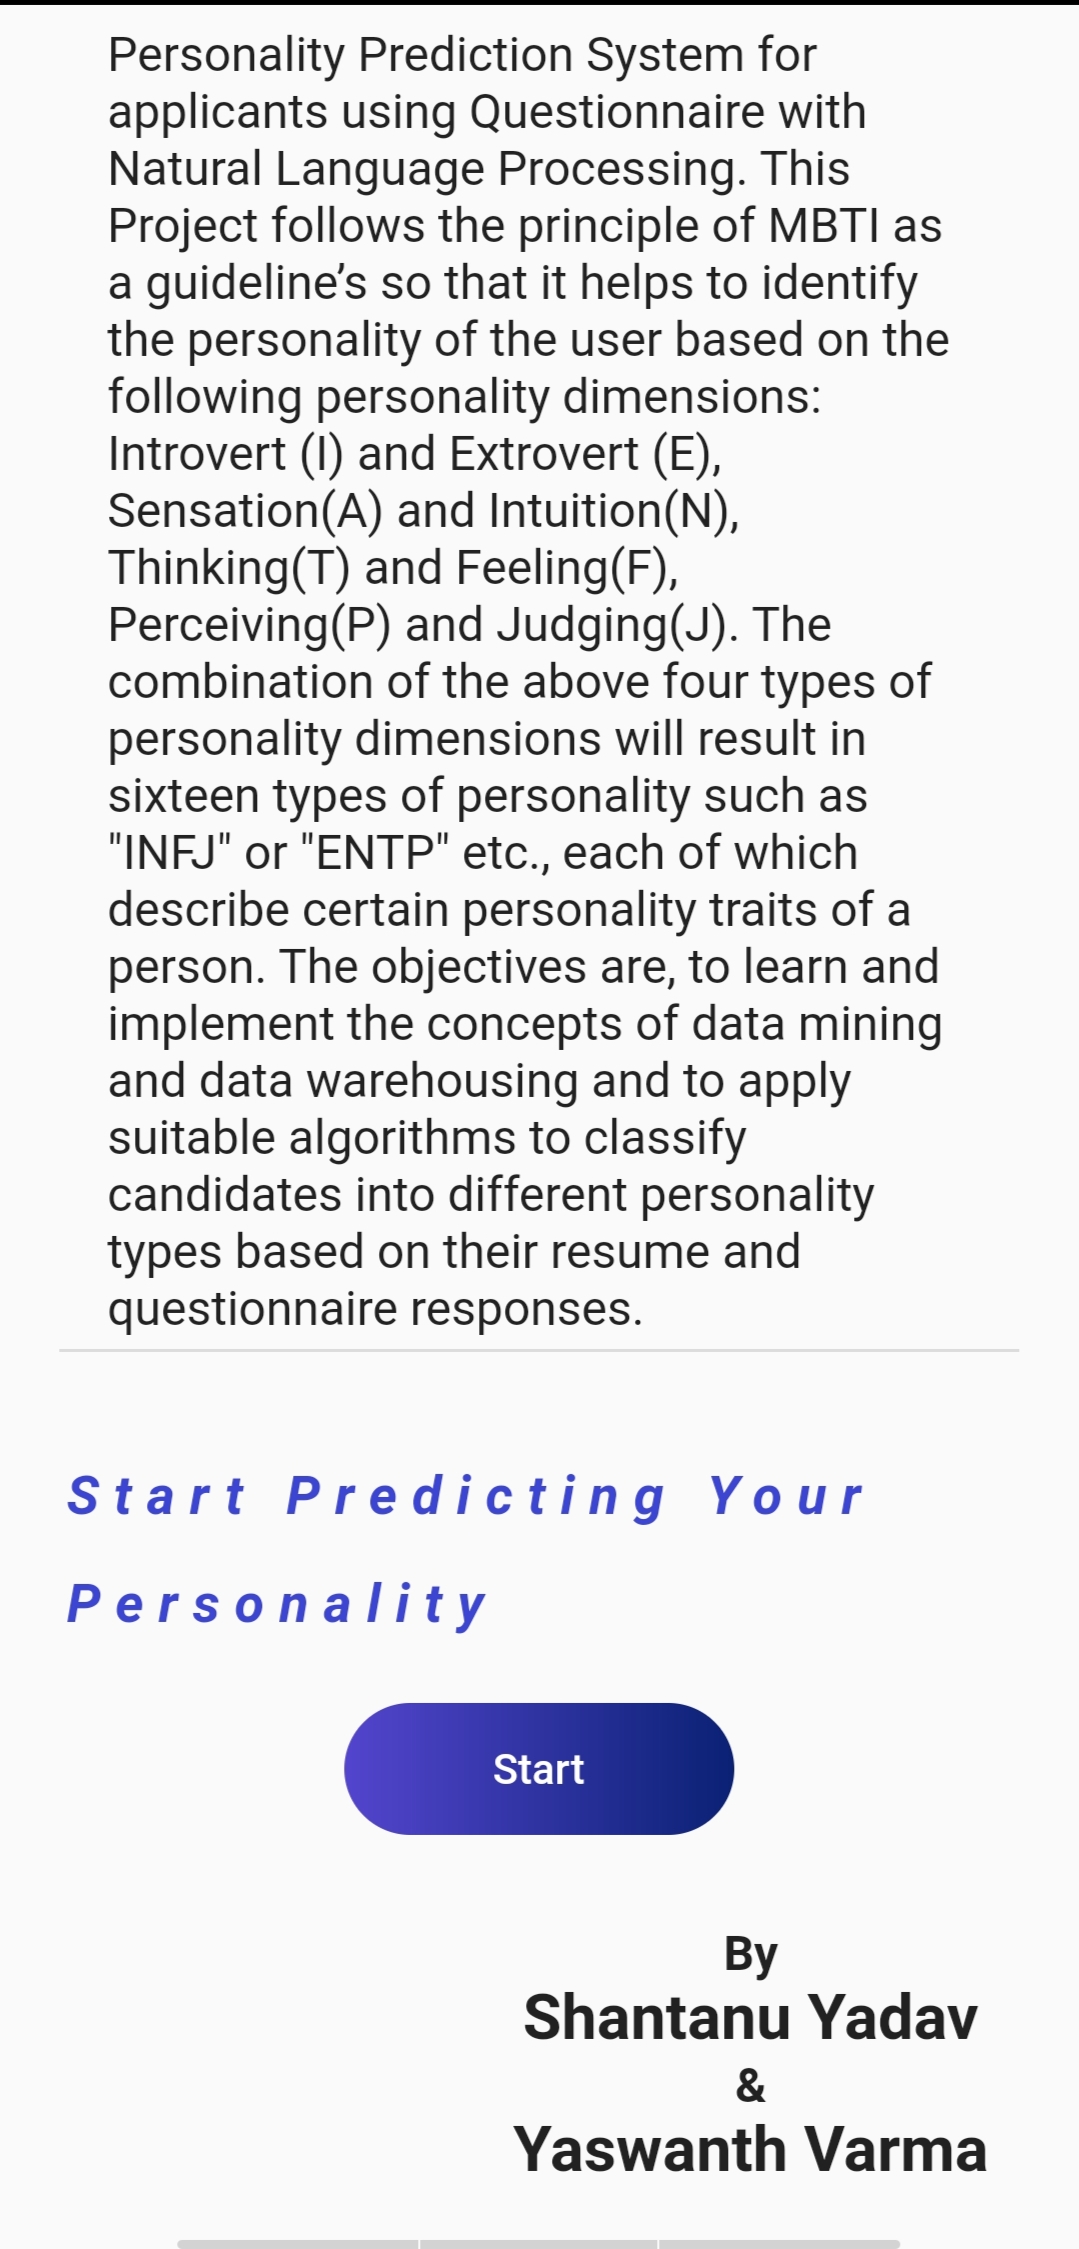 Personality Prediction System for
applicants using Questionnaire with
Natural Language Processing. This
Project follows the principle of MBTI as
a guideline’s so that it helps to identify
the personality of the user based on the
following personality dimensions:
Introvert (I) and Extrovert (E),
Sensation(A) and Intuition(N),
Thinking(T) and Feeling(F),
Perceiving(P) and Judging(J). The
combination of the above four types of
personality dimensions will result in
sixteen types of personality such as
"INFJ" or "ENTP" etc., each of which
describe certain personality traits of a
person. The objectives are, to learn and
implement the concepts of data mining
and data warehousing and to apply
suitable algorithms to classify
candidates into different personality
types based on their resume and
questionnaire responses.
Start Predicting Your
Personality
Start
By
Shantanu Yadav
&
Yaswanth Varma